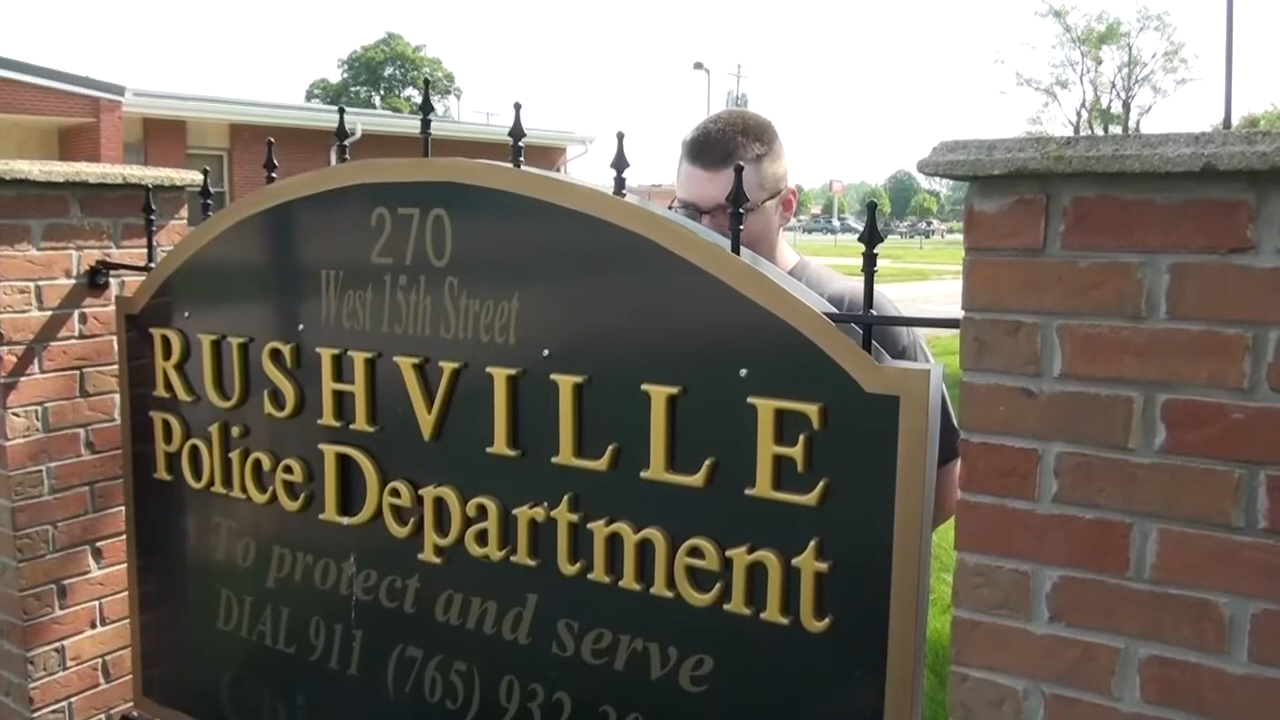 270
West 15th Street
RUSHVILLE
Police Department
To protect and serve
DIAL 911 (765) 932-